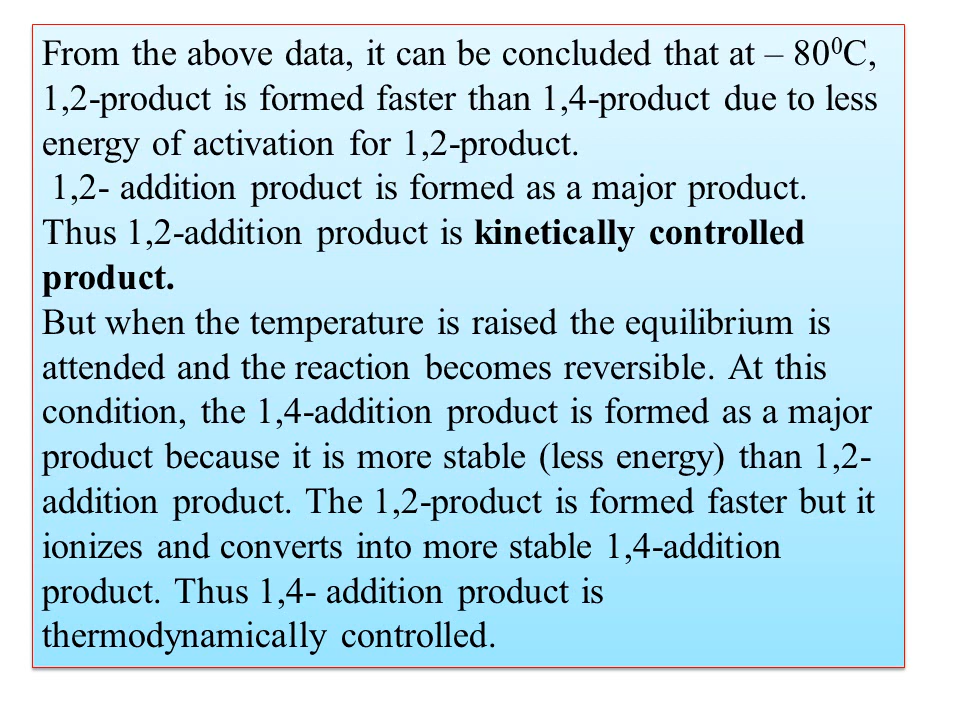 From the above data, it can be concluded that at – 80⁰C,
1,2-product is formed faster than 1,4-product due to less
energy of activation for 1,2-product.
1,2- addition product is formed as a major product.
Thus 1,2-addition product is kinetically controlled
product.
But when the temperature is raised the equilibrium is
attended and the reaction becomes reversible. At this
condition, the 1,4-addition product is formed as a major
product because it is more stable (less energy) than 1,2-
addition product. The 1,2-product is formed faster but it
ionizes and converts into more stable 1,4-addition
product. Thus 1,4- addition product is
thermodynamically controlled.